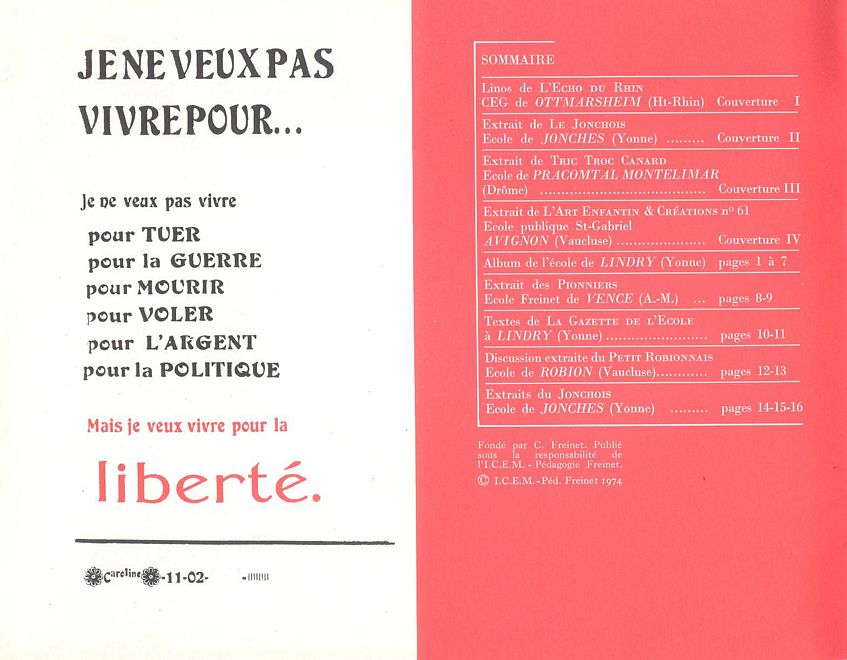 JE NE VEUX PAS
VIVRE POUR...
Je ne veux pas vivre
pour TUER
pour la GUERRE
pour MOURIR
pour VOLER
pour L'ARGENT
pour la POLITIQUE
Mais je veux vivre pour la
liberté.
Careline -11-02-
SOMMAIRE
Linos de L'ECHO DU RHIN
CEG de OTTMARSHEIM (Ht-Rhin) Couverture I
Extrait de LE JONCHOIS
Ecole de JONCHES (Yonne) ......... Couverture II
Extrait de TRIC TROC CANARD
Ecole de PRACOMTAL MONTELIMAR
(Drôme) ...................................... Couverture III
Extrait de L'ART ENFANTIN & CRÉATIONS nº 61
Ecole publique St-Gabriel
AVIGNON (Vaucluse) ..................... Couverture IV
Album de l'école de LINDRY (Yonne) pages 1 à 7
Extrait des PIONNIERS
Ecole Freinet de VENCE (A.-M.) ... pages 8-9
Textes de LA GAZETTE DE L'ECOLE
à LINDRY (Yonne) ........................ pages 10-11
Discussion extraite du PETIT ROBIONNAIS
Ecole de ROBION (Vaucluse)............ pages 12-13
Extraits du JONCHOIS
Ecole de JONCHES (Yonne) ......... pages 14-15-16
Fondé par C. Freinet. Publié
sous la responsabilité de
l'I.C.E.M. - Pédagogie Freinet.
© I.C.E.M.-Péd. Freinet 1974